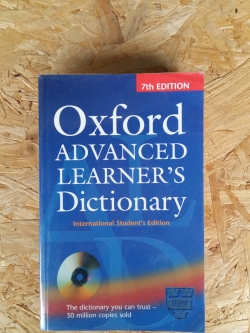 7th EDITION
Oxford
ADVANCED
LEARNER'S
Dictionary
International Student's Edition
The dictionary you can trust –
30 million copies sold